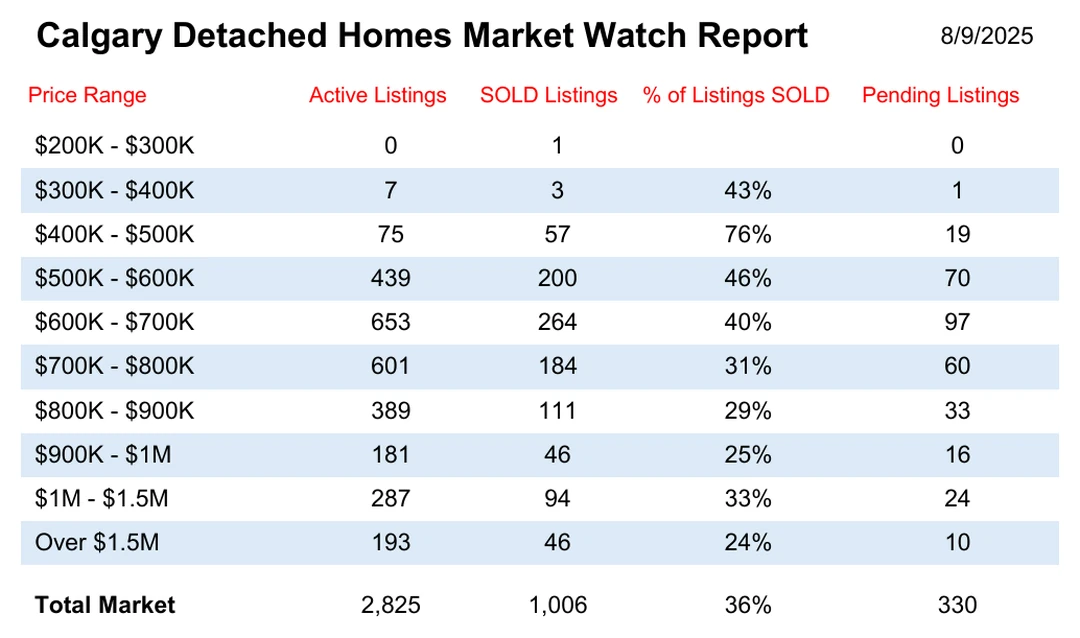 Calgary Detached Homes Market Watch Report 8/9/2025
Price Range Active Listings SOLD Listings % of Listings SOLD Pending Listings
$200K - $300K 0 1 0
$300K - $400K 7 3 43% 1
$400K - $500K 75 57 76% 19
$500K - $600K 439 200 46% 70
$600K - $700K 653 264 40% 97
$700K - $800K 601 184 31% 60
$800K - $900K 389 111 29% 33
$900K - $1M 181 46 25% 16
$1M - $1.5M 287 94 33% 24
Over $1.5M 193 46 24% 10
Total Market 2,825 1,006 36% 330